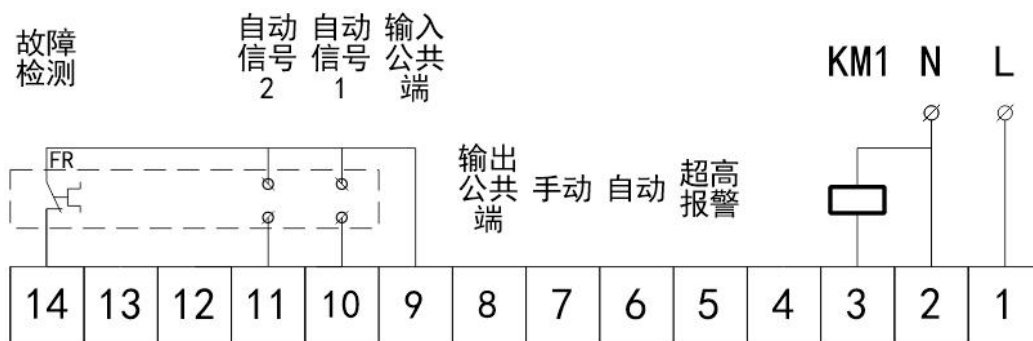 故障
检测
自动
信号
2
自动
信号
1
输入
公共
端
KM1 N L
FR
输出
公共
端
手动
自动
超高
报警
14 13 12 11 10 9 8 7 6 5 4 3 2 1